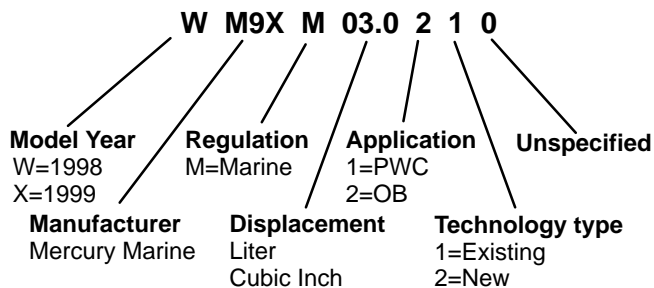 W M9X M 03.0 2 1 0
Model Year
W=1998
X=1999
Regulation
M=Marine
Application
1=PWC
2=OB
Unspecified
Manufacturer
Mercury Marine
Displacement
Liter
Cubic Inch
Technology type
1=Existing
2=New